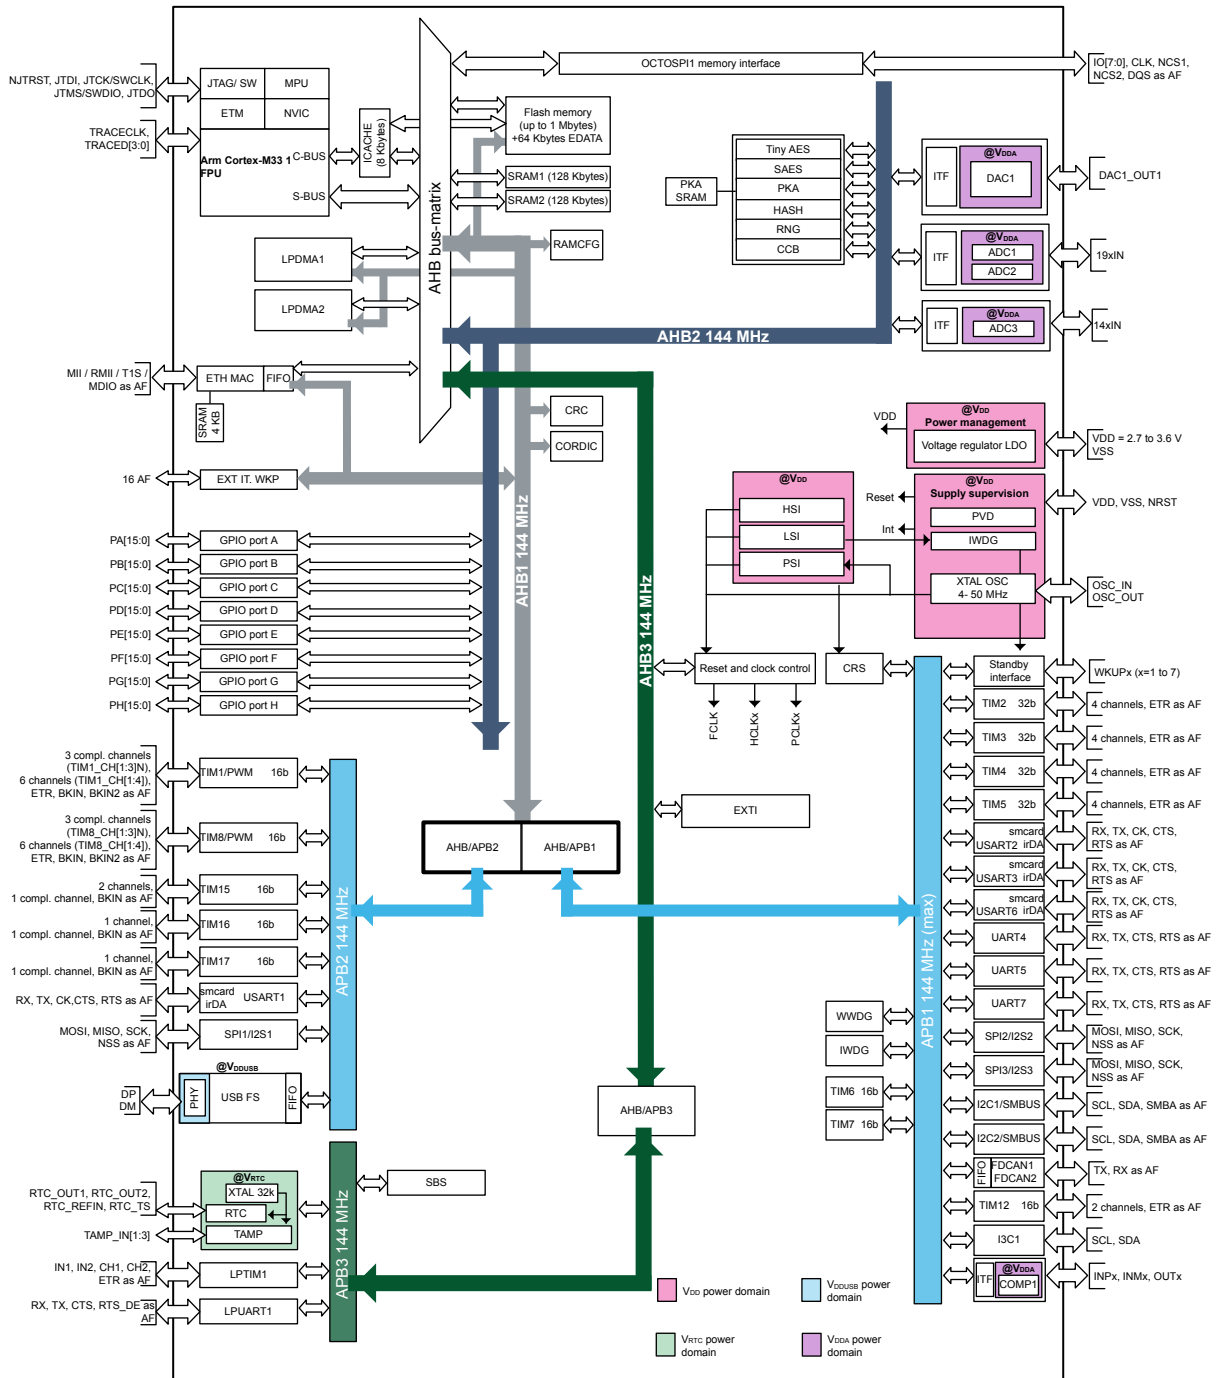 NJTRST, JTDI, JTCK/SWCLK,
JTMS/SWDIO, JTDO
TRACECLK,
TRACED[3:0]
JTAG/ SW
MPU
ETM
NVIC
Arm Cortex-M33 1
FPU
C-BUS
S-BUS
ICACHE
(8 Kbytes)
AHB bus-matrix
OCTOSPI1 memory interface
IO[7:0], CLK, NCS1,
NCS2, DQS as AF
Flash memory
(up to 1 Mbytes)
+64 Kbytes EDATA
SRAM1 (128 Kbytes)
SRAM2 (128 Kbytes)
RAMCFG
LPDMA1
LPDMA2
PKA
SRAM
Tiny AES
SAES
PKA
HASH
RNG
CCB
ITF
@VDDA
DAC1
DAC1_OUT1
ITF
@VDDA
ADC1
ADC2
19xIN
ITF
@VDDA
ADC3
14xIN
AHB2 144 MHz
MII / RMII / T1S /
MDIO as AF
ETH MAC
FIFO
SRAM
4 KB
CRC
CORDIC
16 AF
EXT IT. WKP
AHB1 144 MHz
AHB3 144 MHz
VDD
@VDD
Power management
Voltage regulator LDO
VDD = 2.7 to 3.6 V
VSS
@VDD
HSI
LSI
PSI
Reset
Int
@VDD
Supply supervision
PVD
IWDG
XTAL OSC
4- 50 MHz
VDD, VSS, NRST
OSC_IN
OSC_OUT
PA[15:0]
GPIO port A
PB[15:0]
GPIO port B
PC[15:0]
GPIO port C
PD[15:0]
GPIO port D
PE[15:0]
GPIO port E
PF[15:0]
GPIO port F
PG[15:0]
GPIO port G
PH[15:0]
GPIO port H
Reset and clock control
FCLK
HCLKx
PCLKx
CRS
EXTI
Standby
interface
WKUPx (x=1 to 7)
TIM2 32b
4 channels, ETR as AF
TIM3 32b
4 channels, ETR as AF
TIM4 32b
4 channels, ETR as AF
TIM5 32b
4 channels, ETR as AF
smcard
USART2 irDA
RX, TX, CK, CTS,
RTS as AF
smcard
USART3 irDA
RX, TX, CK, CTS,
RTS as AF
smcard
USART6 irDA
RX, TX, CK, CTS,
RTS as AF
UART4
RX, TX, CTS, RTS as AF
UART5
RX, TX, CTS, RTS as AF
UART7
RX, TX, CTS, RTS as AF
SPI2/I2S2
MOSI, MISO, SCK,
NSS as AF
SPI3/I2S3
MOSI, MISO, SCK,
NSS as AF
I2C1/SMBUS
SCL, SDA, SMBA as AF
I2C2/SMBUS
SCL, SDA, SMBA as AF
FIFO
FDCAN1
FDCAN2
TX, RX as AF
TIM12 16b
2 channels, ETR as AF
I3C1
SCL, SDA
ITF
@VDDA
COMP1
INPx, INMx, OUTx
APB1 144 MHz (max)
WWDG
IWDG
TIM6 16b
TIM7 16b
3 compl. channels
(TIM1_CH[1:3]N),
6 channels (TIM1_CH[1:4]),
ETR, BKIN, BKIN2 as AF
TIM1/PWM 16b
3 compl. channels
(TIM8_CH[1:3]N),
6 channels (TIM8_CH[1:4]),
ETR, BKIN, BKIN2 as AF
TIM8/PWM 16b
2 channels,
1 compl. channel, BKIN as AF
TIM15 16b
1 channel,
1 compl. channel, BKIN as AF
TIM16 16b
1 channel,
1 compl. channel, BKIN as AF
TIM17 16b
RX, TX, CK,CTS, RTS as AF
smcard
irDA
USART1
MOSI, MISO, SCK,
NSS as AF
SPI1/I2S1
APB2 144 MHz
AHB/APB2
AHB/APB1
@VDDUSB
DP
DM
PHY
USB FS
FIFO
AHB/APB3
APB3 144 MHz
SBS
@VRTC
XTAL 32k
RTC
TAMP
RTC_OUT1, RTC_OUT2,
RTC_REFIN, RTC_TS
TAMP_IN[1:3]
IN1, IN2, CH1, CH2,
ETR as AF
LPTIM1
RX, TX, CTS, RTS_DE as
AF
LPUART1
VDD power domain
VDDUSB power
domain
VRTC power
domain
VDDA power
domain